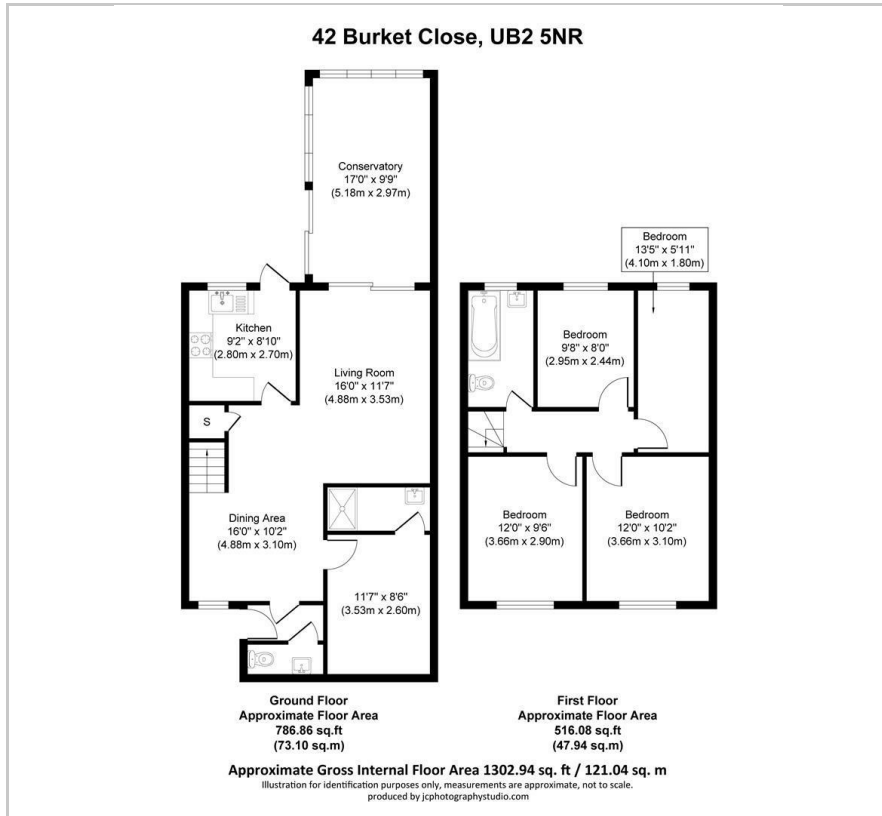 42 Burket Close, UB2 5NR
Conservatory
17'0" x 9'9"
(5.18m x 2.97m)
Kitchen
9'2" x 8'10"
(2.80m x 2.70m)
Living Room
16'0" x 11'7"
(4.88m x 3.53m)
S
Dining Area
16'0" x 10'2"
(4.88m x 3.10m)
11'7" x 8'6"
(3.53m x 2.60m)
Ground Floor
Approximate Floor Area
786.86 sq.ft
(73.10 sq.m)
Bedroom
13'5" x 5'11"
(4.10m x 1.80m)
Bedroom
9'8" x 8'0"
(2.95m x 2.44m)
Bedroom
12'0" x 9'6"
(3.66m x 2.90m)
Bedroom
12'0" x 10'2"
(3.66m x 3.10m)
First Floor
Approximate Floor Area
516.08 sq.ft
(47.94 sq.m)
Approximate Gross Internal Floor Area 1302.94 sq. ft / 121.04 sq. m
Illustration for identification purposes only, measurements are approximate, not to scale.
produced by jcphotographystudio.com